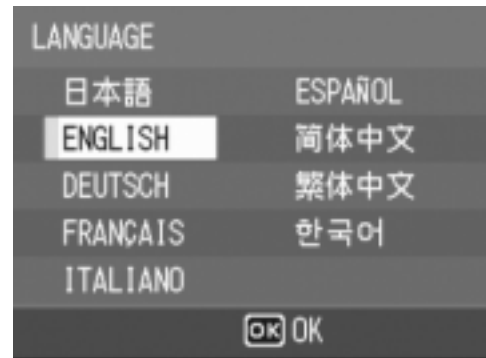 LANGUAGE
日本語 ESPAÑOL
ENGLISH 简体中文
DEUTSCH 繁体中文
FRANÇAIS 한국어
ITALIANO
OK OK